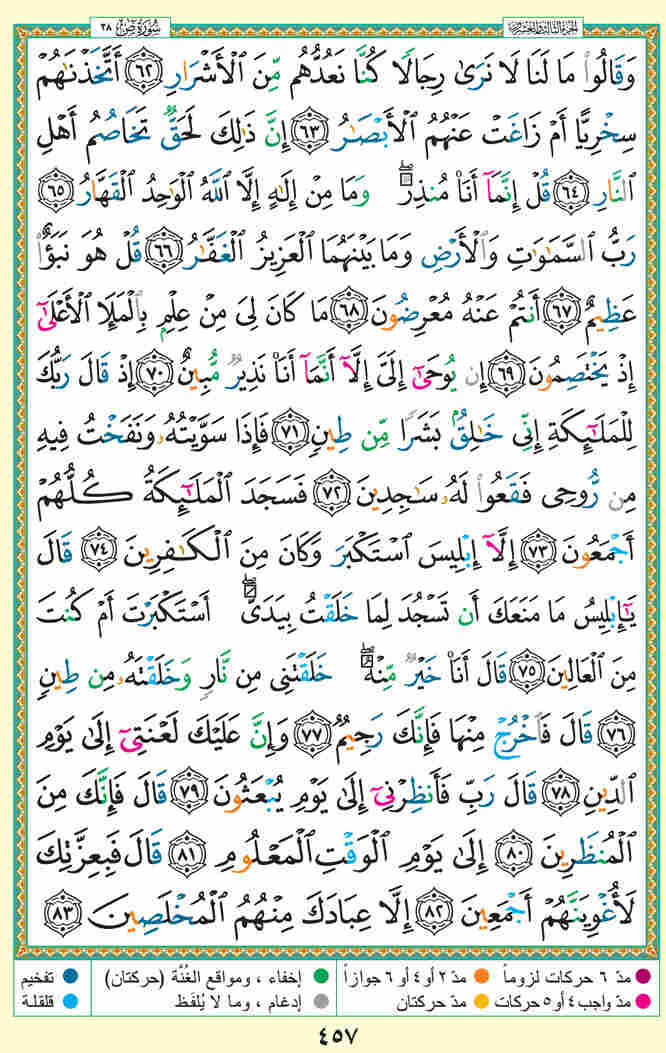 الجزء الثالث والعشرون
سُورَةُ صٓ ٣٨
وَقَالُوا۟ مَا لَنَا لَا نَرَىٰ رِجَالًا كُنَّا نَعُدُّهُم مِّنَ ٱلْأَشْرَارِ ٦٢ أَتَّخَذْنَـٰهُمْ
سِخْرِيًّا أَمْ زَاغَتْ عَنْهُمُ ٱلْأَبْصَـٰرُ ٦٣ إِنَّ ذَٰلِكَ لَحَقٌّ تَخَاصُمُ أَهْلِ
ٱلنَّارِ ٦٤ قُلْ إِنَّمَآ أَنَا۠ مُنذِرٌ ۖ وَمَا مِنْ إِلَـٰهٍ إِلَّا ٱللَّهُ ٱلْوَٰحِدُ ٱلْقَهَّارُ ٦٥
رَبُّ ٱلسَّمَـٰوَٰتِ وَٱلْأَرْضِ وَمَا بَيْنَهُمَا ٱلْعَزِيزُ ٱلْغَفَّـٰرُ ٦٦ قُلْ هُوَ نَبَؤٌا۟
عَظِيمٌ ٦٧ أَنتُمْ عَنْهُ مُعْرِضُونَ ٦٨ مَا كَانَ لِىَ مِنْ عِلْمٍۭ بِٱلْمَلَإِ ٱلْأَعْلَىٰٓ
إِذْ يَخْتَصِمُونَ ٦٩ إِن يُوحَىٰٓ إِلَىَّ إِلَّآ أَنَّمَآ أَنَا۠ نَذِيرٌ مُّبِينٌ ٧٠ إِذْ قَالَ رَبُّكَ
لِلْمَلَـٰٓئِكَةِ إِنِّى خَـٰلِقٌۢ بَشَرًا مِّن طِينٍ ٧١ فَإِذَا سَوَّيْتُهُۥ وَنَفَخْتُ فِيهِ
مِن رُّوحِى فَقَعُوا۟ لَهُۥ سَـٰجِدِينَ ٧٢ فَسَجَدَ ٱلْمَلَـٰٓئِكَةُ كُلُّهُمْ
أَجْمَعُونَ ٧٣ إِلَّآ إِبْلِيسَ ٱسْتَكْبَرَ وَكَانَ مِنَ ٱلْكَـٰفِرِينَ ٧٤ قَالَ
يَـٰٓإِبْلِيسُ مَا مَنَعَكَ أَن تَسْجُدَ لِمَا خَلَقْتُ بِيَدَىَّ ۖ أَسْتَكْبَرْتَ أَمْ كُنتَ
مِنَ ٱلْعَالِينَ ٧٥ قَالَ أَنَا۠ خَيْرٌ مِّنْهُ ۖ خَلَقْتَنِى مِن نَّارٍ وَخَلَقْتَهُۥ مِن طِينٍ
٧٦ قَالَ فَٱخْرُجْ مِنْهَا فَإِنَّكَ رَجِيمٌ ٧٧ وَإِنَّ عَلَيْكَ لَعْنَتِىٓ إِلَىٰ يَوْمِ
ٱلدِّينِ ٧٨ قَالَ رَبِّ فَأَنظِرْنِىٓ إِلَىٰ يَوْمِ يُبْعَثُونَ ٧٩ قَالَ فَإِنَّكَ مِنَ
ٱلْمُنظَرِينَ ٨٠ إِلَىٰ يَوْمِ ٱلْوَقْتِ ٱلْمَعْلُومِ ٨١ قَالَ فَبِعِزَّتِكَ
لَأُغْوِيَنَّهُمْ أَجْمَعِينَ ٨٢ إِلَّا عِبَادَكَ مِنْهُمُ ٱلْمُخْلَصِينَ ٨٣
مدّ ٦ حركات لزوماً مدّ ٢ أو ٤ أو ٦ جوازاً إخفاء ، ومواقع الغُنَّة (حركتان) تفخيم
مدّ واجب ٤ أو ٥ حركات مدّ حركتان إدغام ، وما لا يُلفَظ قلقلة
٤٥٧